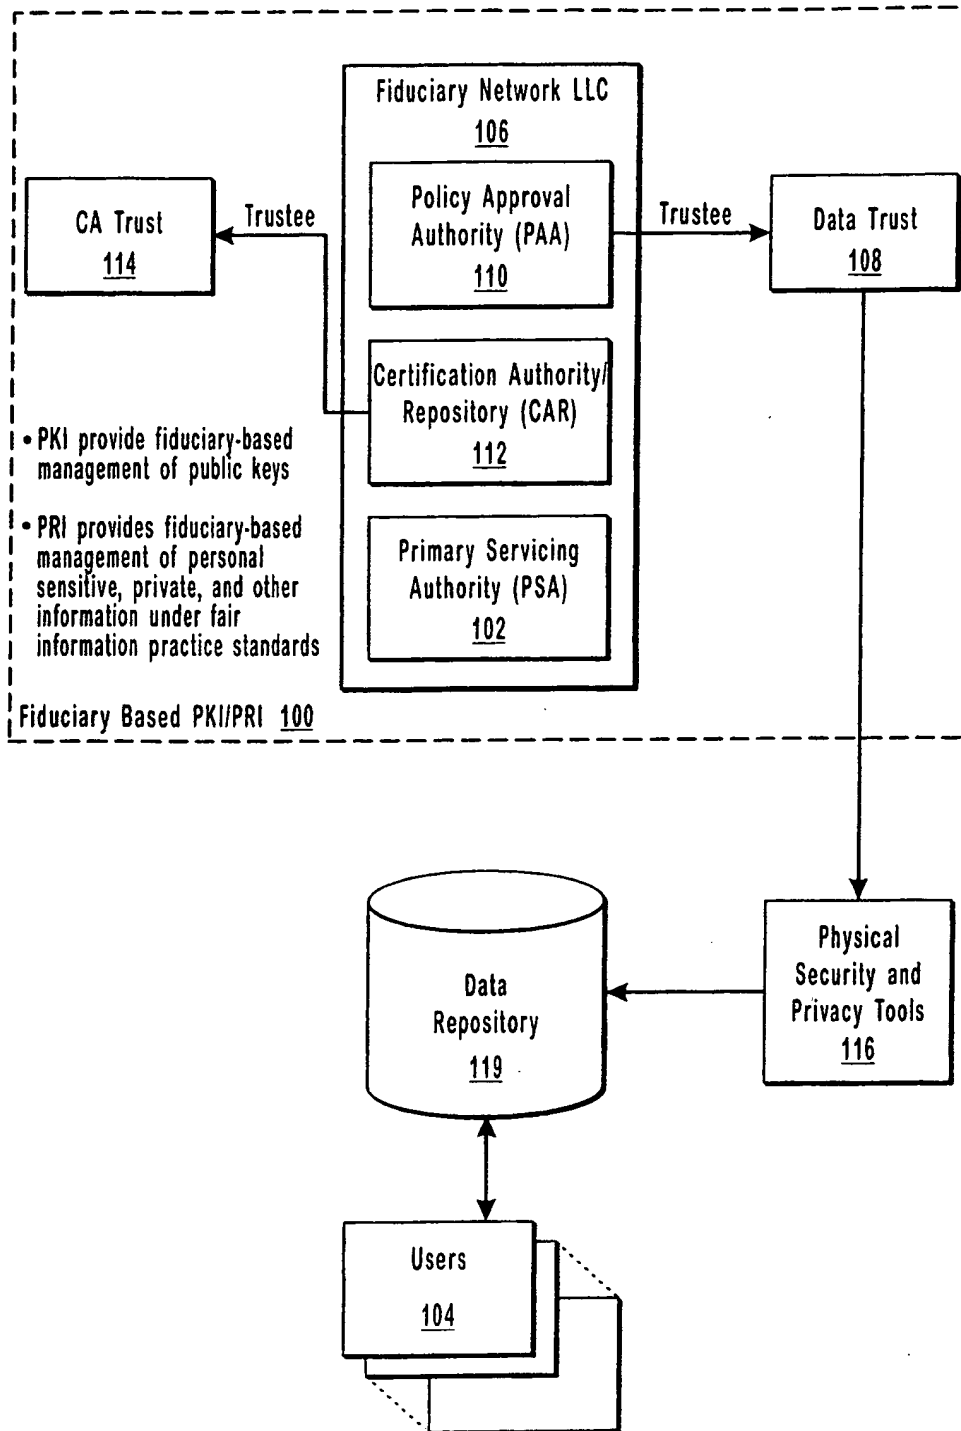 Fiduciary Network LLC
106
Policy Approval
Authority (PAA)
110
Trustee
CA Trust
114
Trustee
Data Trust
108
Certification Authority/
Repository (CAR)
112
• PKI provide fiduciary-based
management of public keys
• PRI provides fiduciary-based
management of personal
sensitive, private, and other
information under fair
information practice standards
Primary Servicing
Authority (PSA)
102
Fiduciary Based PKI/PRI 100
Physical
Security and
Privacy Tools
116
Data
Repository
119
Users
104